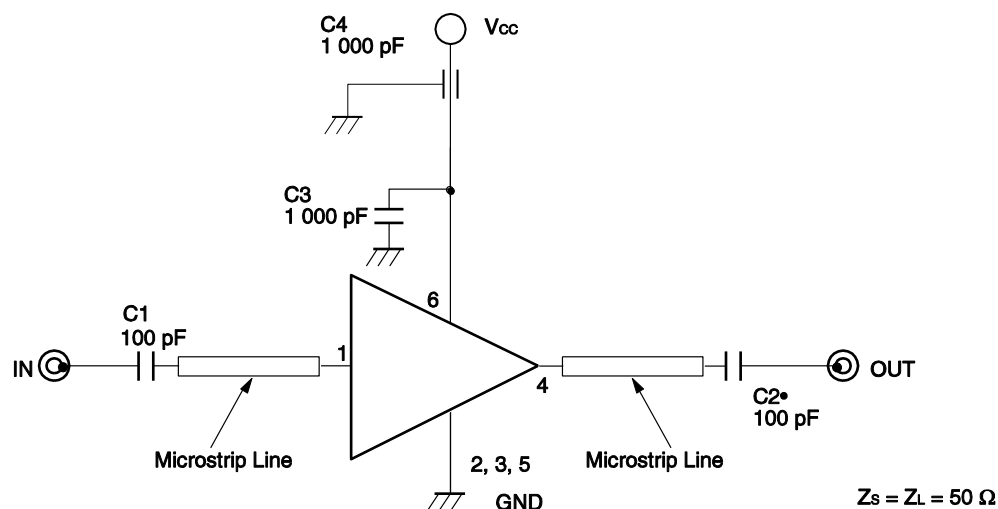 C4
1 000 pF
Vcc
C3
1 000 pF
6
C1
100 pF
IN
1
4
OUT
C2•
100 pF
Microstrip Line
2, 3, 5
GND
Microstrip Line
ZS = ZL = 50 Ω